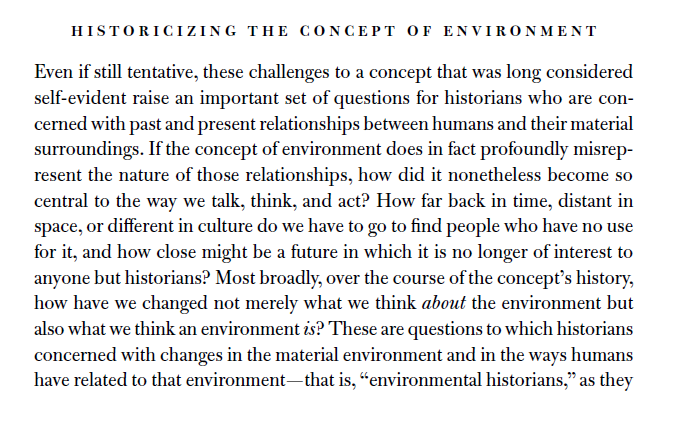 HISTORICIZING THE CONCEPT OF ENVIRONMENT
Even if still tentative, these challenges to a concept that was long considered
self-evident raise an important set of questions for historians who are con-
cerned with past and present relationships between humans and their material
surroundings. If the concept of environment does in fact profoundly misrep-
resent the nature of those relationships, how did it nonetheless become so
central to the way we talk, think, and act? How far back in time, distant in
space, or different in culture do we have to go to find people who have no use
for it, and how close might be a future in which it is no longer of interest to
anyone but historians? Most broadly, over the course of the concept’s history,
how have we changed not merely what we think about the environment but
also what we think an environment is? These are questions to which historians
concerned with changes in the material environment and in the ways humans
have related to that environment—that is, “environmental historians,” as they